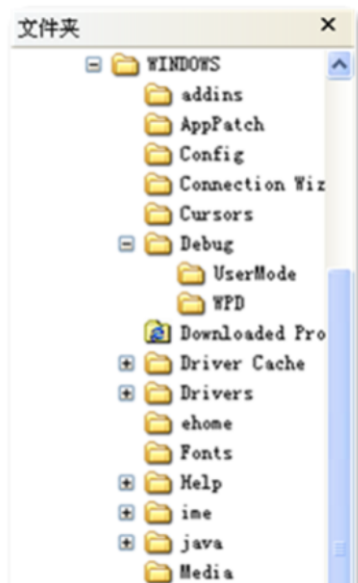 文件夹
WINDOWS
addins
AppPatch
Config
Connection Wiz
Cursors
Debug
UserMode
WPD
Downloaded Pro
Driver Cache
Drivers
ehome
Fonts
Help
ime
java
Media